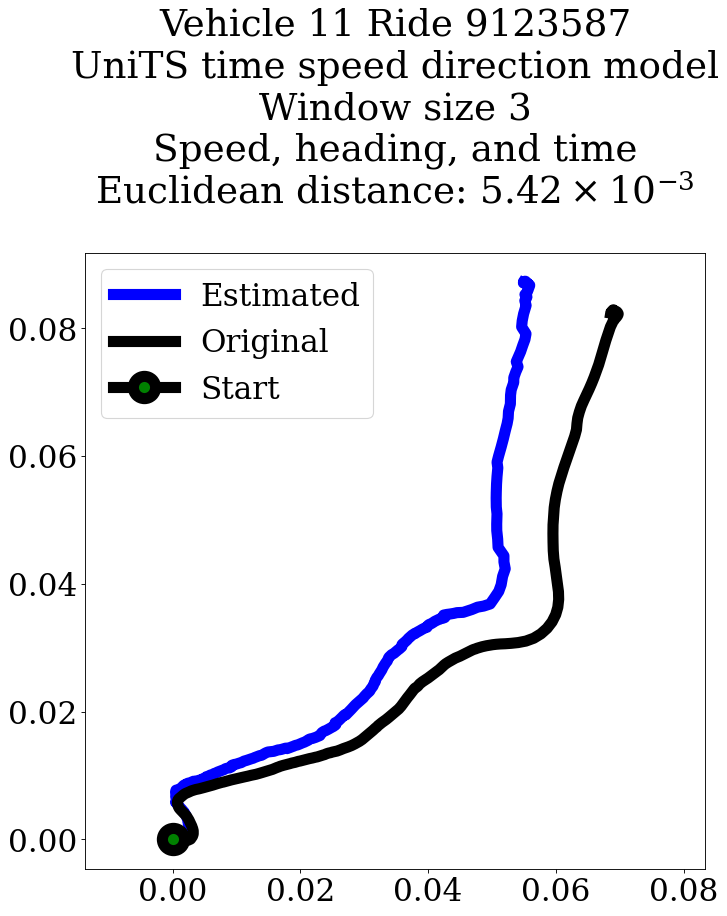 Vehicle 11 Ride 9123587
UniTS time speed direction model
Window size 3
Speed, heading, and time
Euclidean distance: 5.42 × 10⁻³
Estimated
Original
Start
0.08
0.06
0.04
0.02
0.00
0.00 0.02 0.04 0.06 0.08